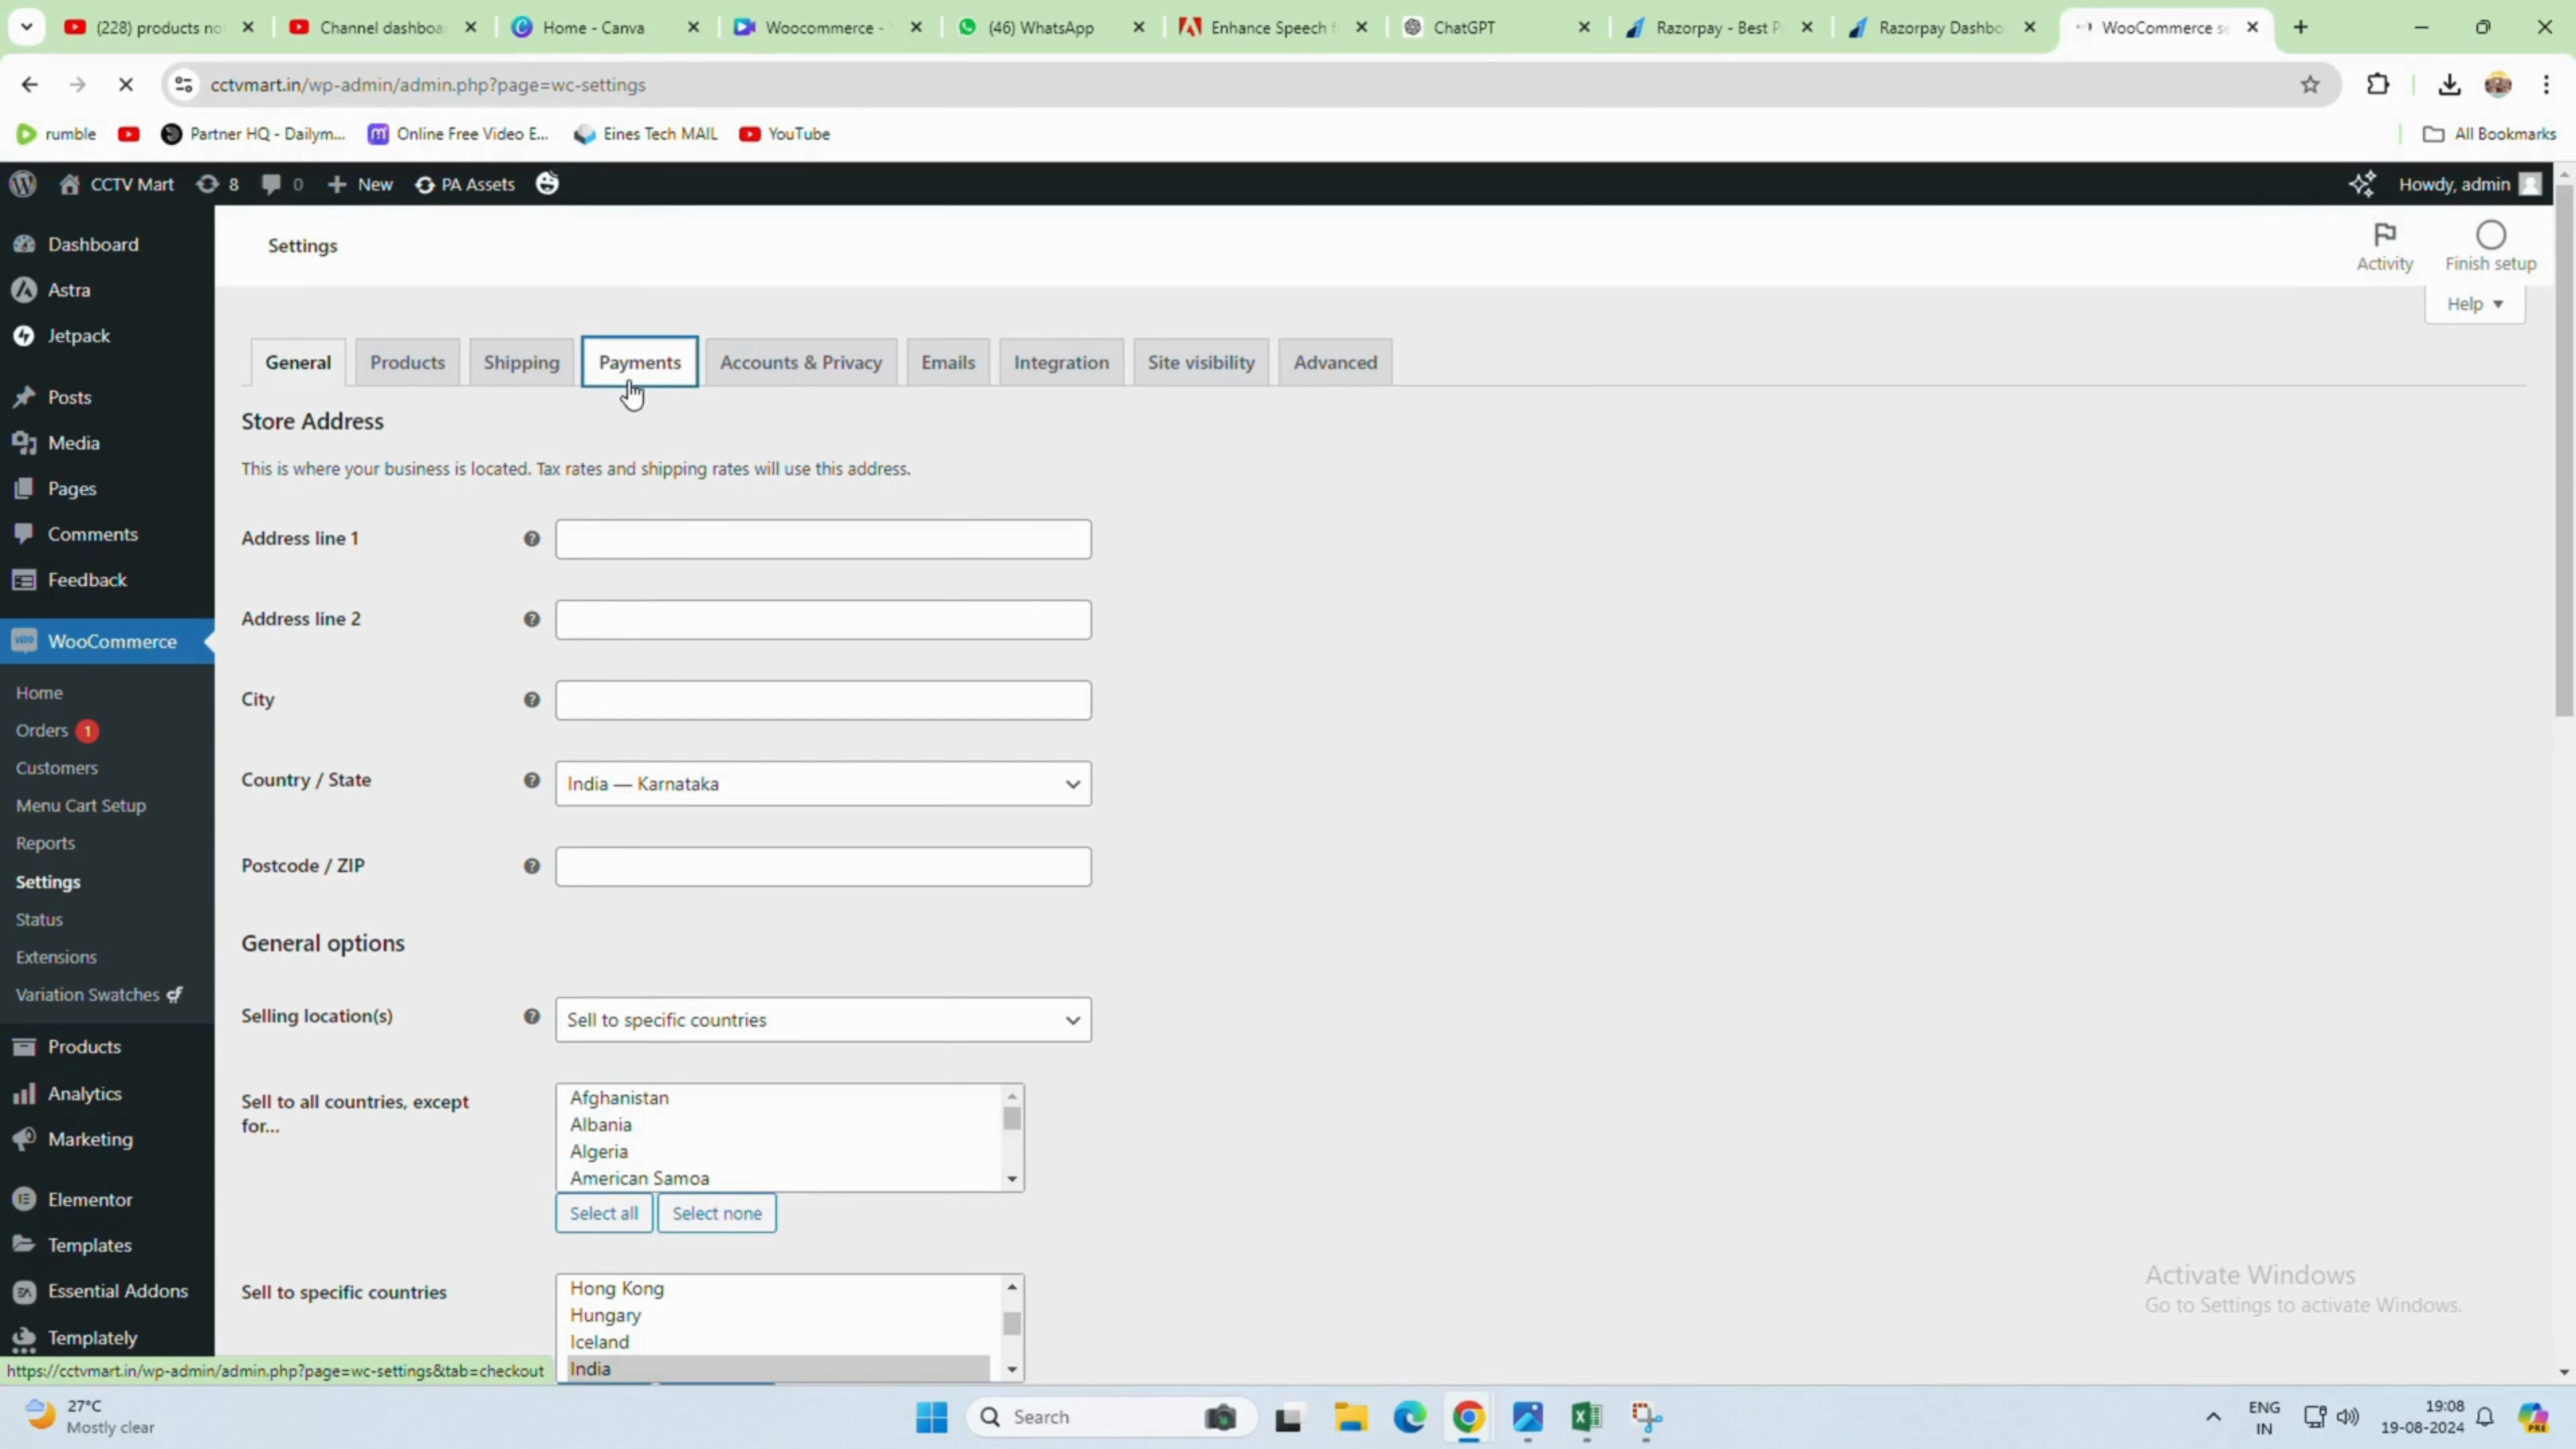 (228) products no
Channel dashboa
Home - Canva
Woocommerce -
(46) WhatsApp
Enhance Speech f
ChatGPT
Razorpay - Best P
Razorpay Dashbo
WooCommerce se
cctvmart.in/wp-admin/admin.php?page=wc-settings
rumble
Partner HQ - Dailym...
Online Free Video E...
Eines Tech MAIL
YouTube
All Bookmarks
CCTV Mart
8
0
New
PA Assets
Howdy, admin
Dashboard
Astra
Jetpack
Posts
Media
Pages
Comments
Feedback
WooCommerce
Home
Orders 1
Customers
Menu Cart Setup
Reports
Settings
Status
Extensions
Variation Swatches
Products
Analytics
Marketing
Elementor
Templates
Essential Addons
Templately
Settings
Activity
Finish setup
Help
General
Products
Shipping
Payments
Accounts & Privacy
Emails
Integration
Site visibility
Advanced
Store Address
This is where your business is located. Tax rates and shipping rates will use this address.
Address line 1
Address line 2
City
Country / State
India — Karnataka
Postcode / ZIP
General options
Selling location(s)
Sell to specific countries
Sell to all countries, except
for...
Afghanistan
Albania
Algeria
American Samoa
Select all
Select none
Sell to specific countries
Hong Kong
Hungary
Iceland
India
Activate Windows
Go to Settings to activate Windows.
https://cctvmart.in/wp-admin/admin.php?page=wc-settings&tab=checkout
27°C
Mostly clear
Search
ENG
IN
19:08
19-08-2024
PRE